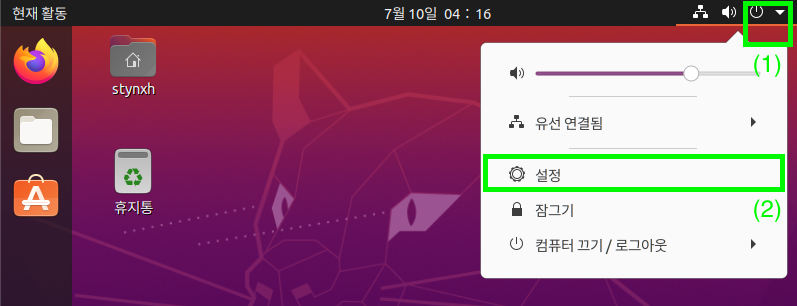 현재 활동
7월 10일  04 : 16
(1)
stynxh
유선 연결됨
설정
휴지통
잠그기
(2)
컴퓨터 끄기 / 로그아웃